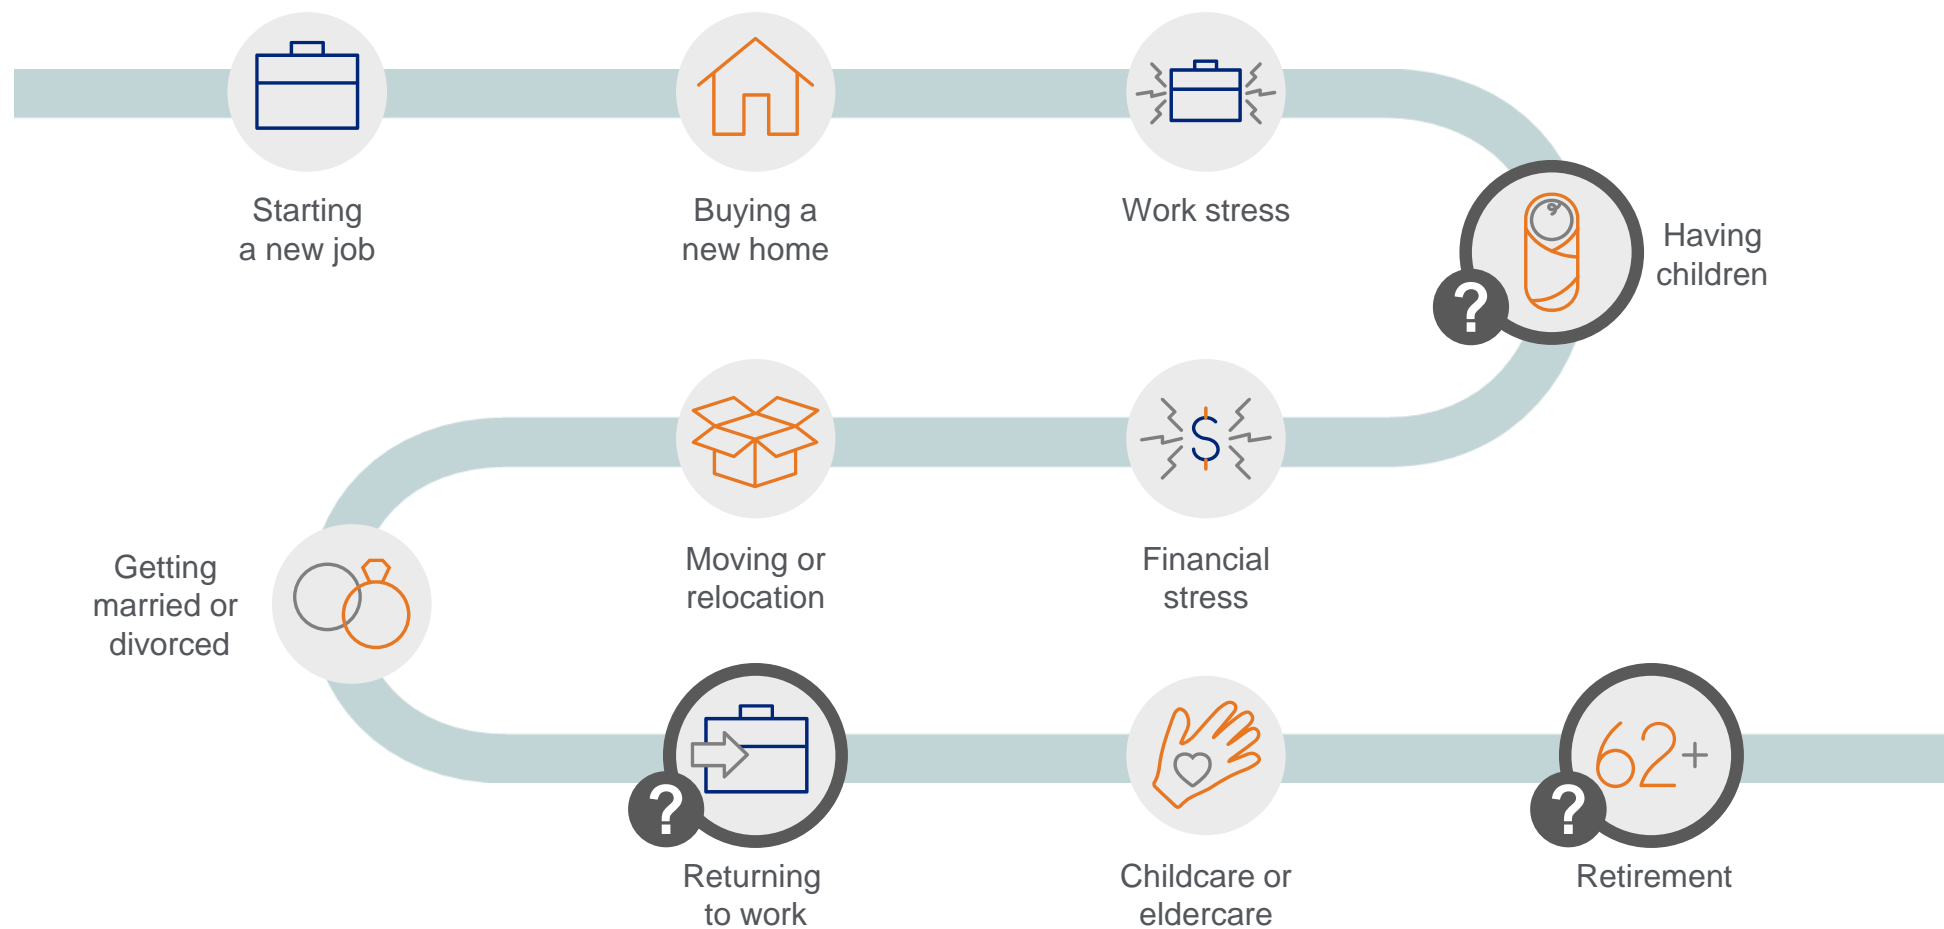 Starting
a new job
Buying a
new home
Work stress
Having
children
?
$
Financial
stress
Moving or
relocation
Getting
married or
divorced
?
Returning
to work
Childcare or
eldercare
62+
?
Retirement